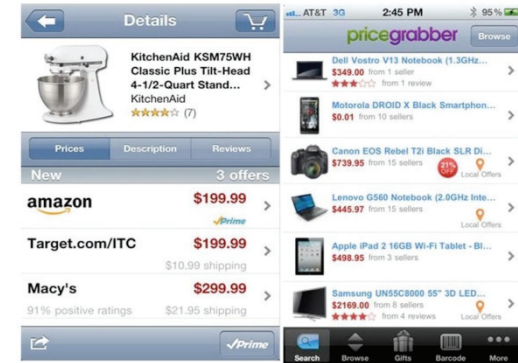 Details
KitchenAid KSM75WH
Classic Plus Tilt-Head
4-1/2-Quart Stand...
KitchenAid
(7)
Prices Description Reviews
New 3 offers
amazon $199.99
Prime
Target.com/ITC $199.99
$10.99 shipping
Macy's $299.99
91% positive ratings $21.95 shipping
Prime
AT&T 3G 2:45 PM 95%
pricegrabber Browse
Dell Vostro V13 Notebook (1.3GHz...
$349.00 from 1 seller
from 1 review
Motorola DROID X Black Smartphon...
$0.01 from 10 sellers
Canon EOS Rebel T2i Black SLR Di...
$739.95 from 15 sellers
21% OFF
Local Offers
Lenovo G560 Notebook (2.0GHz Inte...
$445.97 from 15 sellers
Local Offers
Apple iPad 2 16GB Wi-Fi Tablet - Bl...
$498.95 from 3 sellers
Samsung UN55C8000 55" 3D LED...
$2169.00 from 8 sellers
from 4 reviews
Local Offers
Search Browse Gifts Barcode More